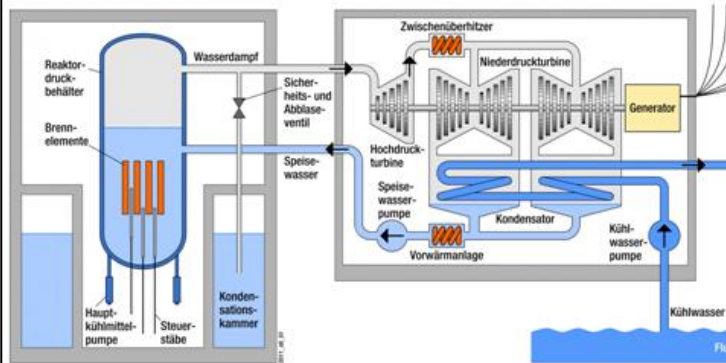 Reaktor-
druck-
behälter
Wasserdampf
Zwischenüberhitzer
Niederdruckturbine
Sicher-
heits- und
Abblase-
ventil
Generator
Brenn-
elemente
Speise-
wasser
Hochdruck-
turbine
Speise-
wasser-
pumpe
Kondensator
Kühl-
wasser-
pumpe
Vorwärmanlage
Haupt-
kühlmittel-
pumpe
Steuer-
stäbe
Konden-
sations-
kammer
Kühlwasser